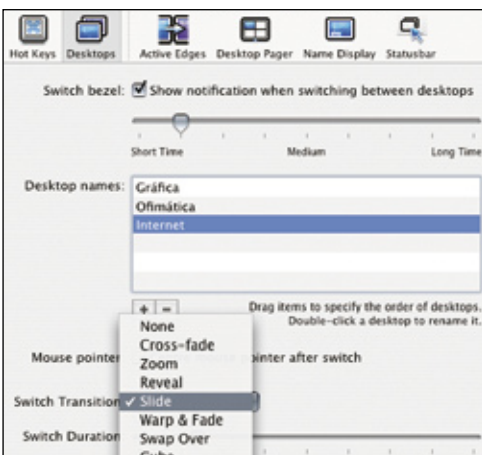 Hot Keys Desktops Active Edges Desktop Pager Name Display Statusbar
Switch bezel: Show notification when switching between desktops
Short Time Medium Long Time
Desktop names: Gráfica
Ofimática
Internet
+ -
Drag items to specify the order of desktops.
Double-click a desktop to rename it.
None
Cross-fade
Mouse pointer pointer after switch
Zoom
Reveal
Switch Transition ✓ Slide
Warp & Fade
Switch Duration Swap Over
Cube